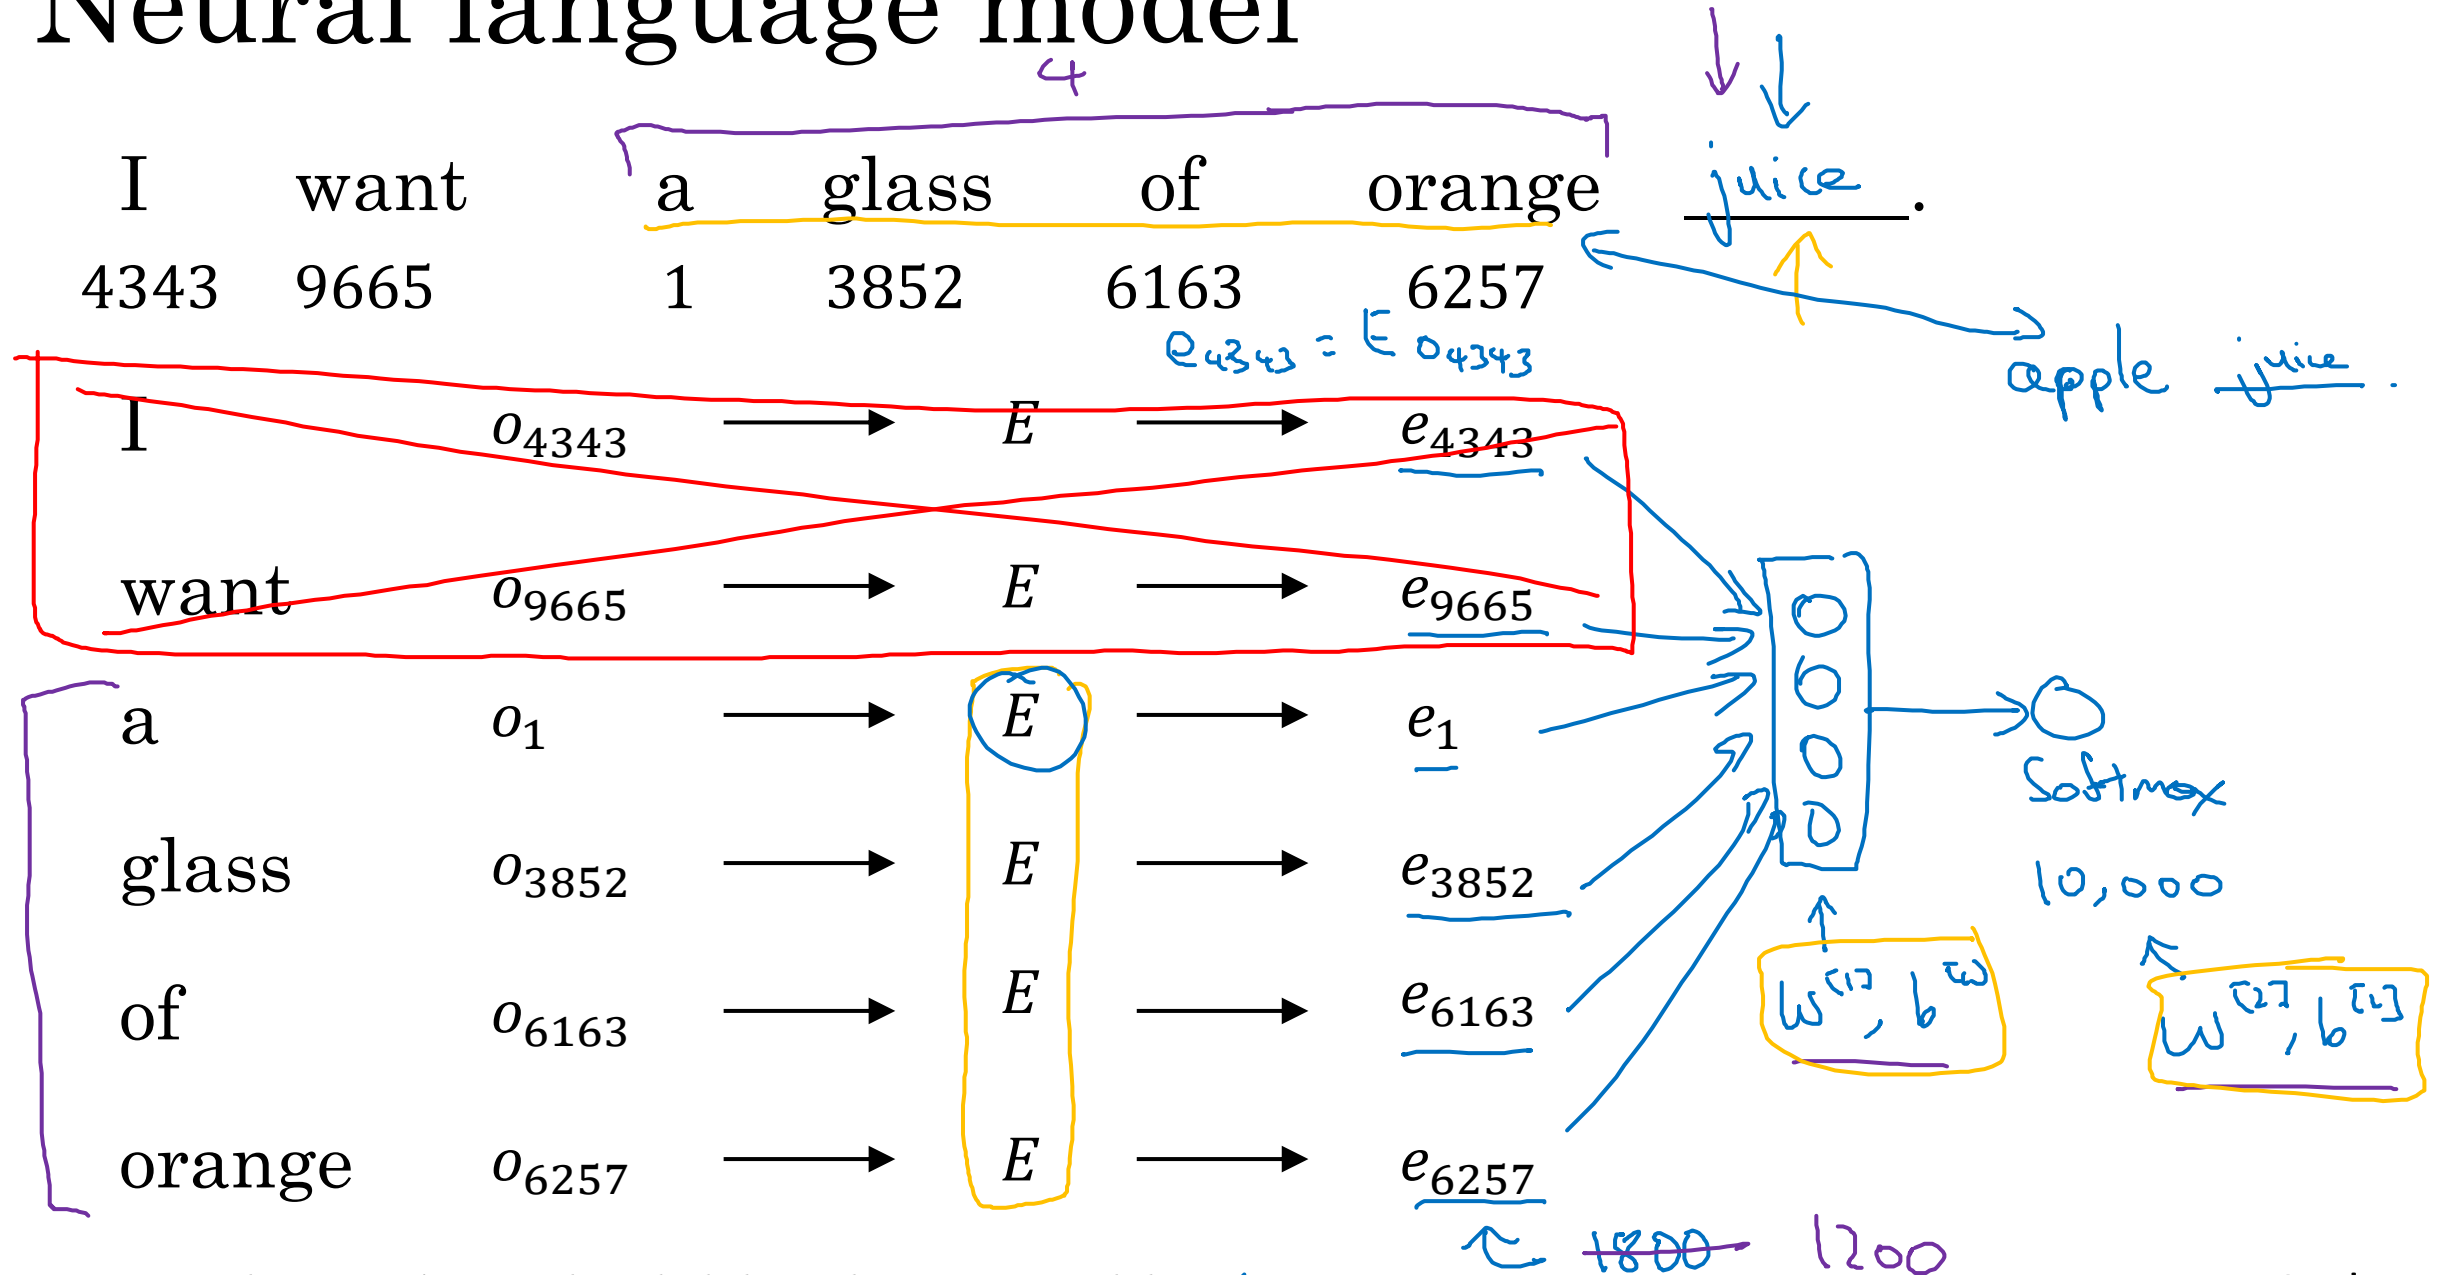 Neural language model
4
I want a glass of orange juice.
4343 9665 1 3852 6163 6257
e4343 = E o4343
apple juice.
I o4343 → E → e4343
want o9665 → E → e9665
a o1 → E → e1
Softmax
glass o3852 → E → e3852
10,000
of o6163 → E → e6163
W[1], b[1]
W[2], b[2]
orange o6257 → E → e6257
1800 1200